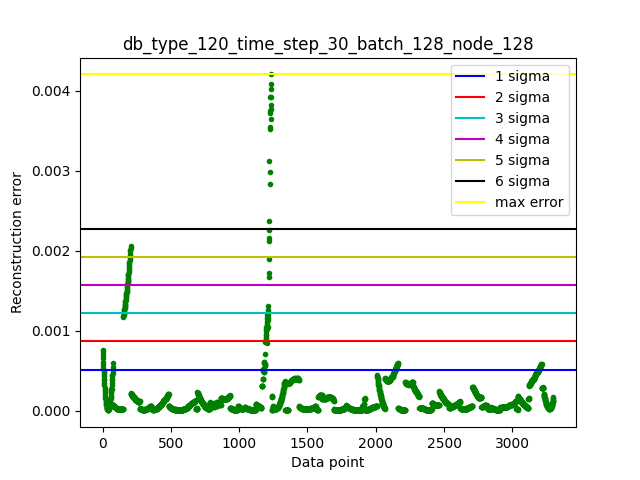 db_type_120_time_step_30_batch_128_node_128
Reconstruction error
0.004
0.003
0.002
0.001
0.000
1 sigma
2 sigma
3 sigma
4 sigma
5 sigma
6 sigma
max error
0 500 1000 1500 2000 2500 3000
Data point